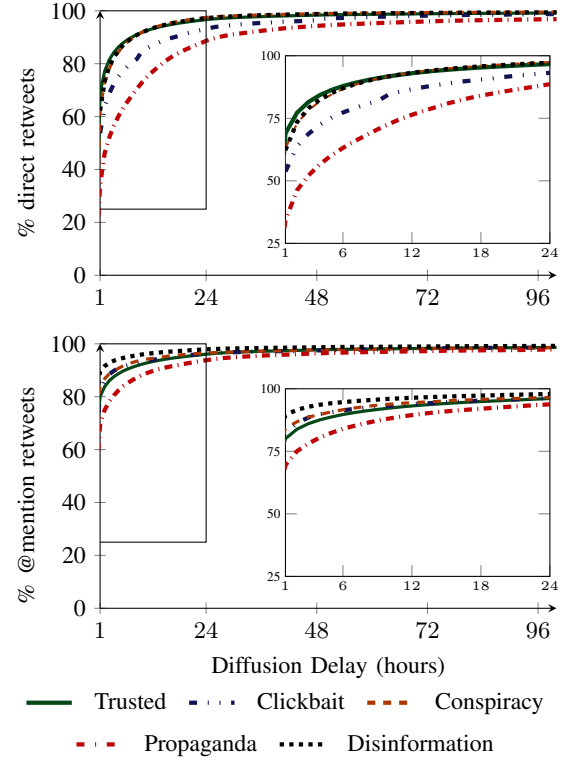 % direct retweets
100
80
60
40
20
0
100
75
50
25
1 6 12 18 24
1 24 48 72 96
% @mention retweets
100
80
60
40
20
0
100
75
50
25
1 6 12 18 24
1 24 48 72 96
Diffusion Delay (hours)
Trusted Clickbait Conspiracy
Propaganda Disinformation